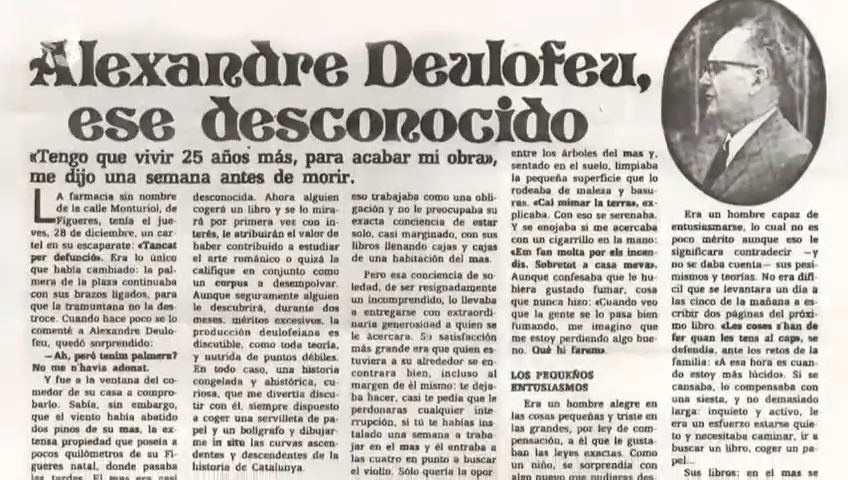 Alexandre Deulofeu,
ese desconocido
«Tengo que vivir 25 años más, para acabar mi obra»,
me dijo una semana antes de morir.
LA farmacia sin nombre
de la calle Monturiol, de
Figueres, tenía el jue-
ves, 28 de diciembre, un car-
tel en su escaparate: «Tancat
per defunció». Era lo único
que había cambiado: la pal-
mera de la plaza continuaba
con sus brazos ligados, para
que la tramuntana no la des-
troce. Cuando hace poco se lo
comenté a Alexandre Deulo-
feu, quedó sorprendido:
—Ah, però tenim palmera?
No me n'havia adonat.
Y fue a la ventana del co-
medor de su casa a compro-
barlo. Sabía, sin embargo,
que el viento había abatido
dos pinos de su mas, la ex-
tensa propiedad que poseía a
pocos quilómetros de su Fi-
gueres natal, donde pasaba
las tardes. El mas era casi
desconocida. Ahora alguien
cogerá un libro y se lo mira-
rá por primera vez con in-
terés, le atribuirán el valor de
haber contribuido a estudiar
el arte románico o quizá la
califique en conjunto como
un corpus a desempolvar.
Aunque seguramente alguien
le descubrirá, durante dos
meses, méritos excesivos, la
producción deulofeiana es
discutible, como toda teoría,
y nutrida de puntos débiles.
En todo caso, una historia
congelada y ahistórica, cu-
riosa, que me divertía discu-
tir con él, siempre dispuesto
a coger una servilleta de pa-
pel y un bolígrafo y dibujar-
me in situ las curvas ascen-
dentes y descendentes de la
historia de Catalunya.
eso trabajaba como una obli-
gación y no le preocupaba su
exacta conciencia de estar
solo, casi marginado, con sus
libros llenando cajas y cajas
de una habitación del mas.
Pero esa conciencia de so-
ledad, de ser resignadamente
un incomprendido, lo llevaba
a entregarse con extraordi-
naria generosidad a quien se
le acercara. Su satisfacción
más grande era que quien es-
tuviera a su alrededor se en-
contrara bien, incluso al
margen de él mismo: te deja-
ba hacer, casi te pedía que le
perdonaras cualquier inte-
rrupción, si tú te habías ins-
talado una semana a traba-
jar en el mas y él entraba a
las cuatro en punto a buscar
el violín. Sólo quería la opor
entre los árboles del mas y,
sentado en el suelo, limpiaba
la pequeña superficie que lo
rodeaba de maleza y basu-
ras. «Cal mimar la terra», ex-
plicaba. Con eso se serenaba.
Y se enojaba si me acercaba
con un cigarrillo en la mano:
«Em fan molta por els incen-
dis. Sobretot a casa meva».
Aunque confesaba que le hu-
biera gustado fumar, cosa
que nunca hizo: «Cuando veo
que la gente se lo pasa bien
fumando, me imagino que
me estoy perdiendo algo bue-
no. Què hi farem».
LOS PEQUEÑOS
ENTUSIASMOS
Era un hombre alegre en
las cosas pequeñas y triste en
las grandes, por ley de com-
pensación, a él que le gusta-
ban las leyes exactas. Como
un niño, se sorprendía con
algo nuevo que pudieras des-
Era un hombre capaz de
entusiasmarse, lo cual no es
poco mérito aunque eso le
significara contradecir —y
no se daba cuenta— sus pesi-
mismos y teorías. No era difí-
cil que se levantara un día a
las cinco de la mañana a es-
cribir dos páginas del próxi-
mo libro. «Les coses s'han de
fer quan les tens al cap», se
defendía, ante los retos de la
familia: «A esa hora es cuan-
do estoy más lúcido». Si se
cansaba, lo compensaba con
una siesta, y no demasiado
larga: inquieto y activo, le
era un esfuerzo estarse quie-
to y necesitaba caminar, ir a
buscar un libro, coger un pa-
pel...
Sus libros: en el mas se